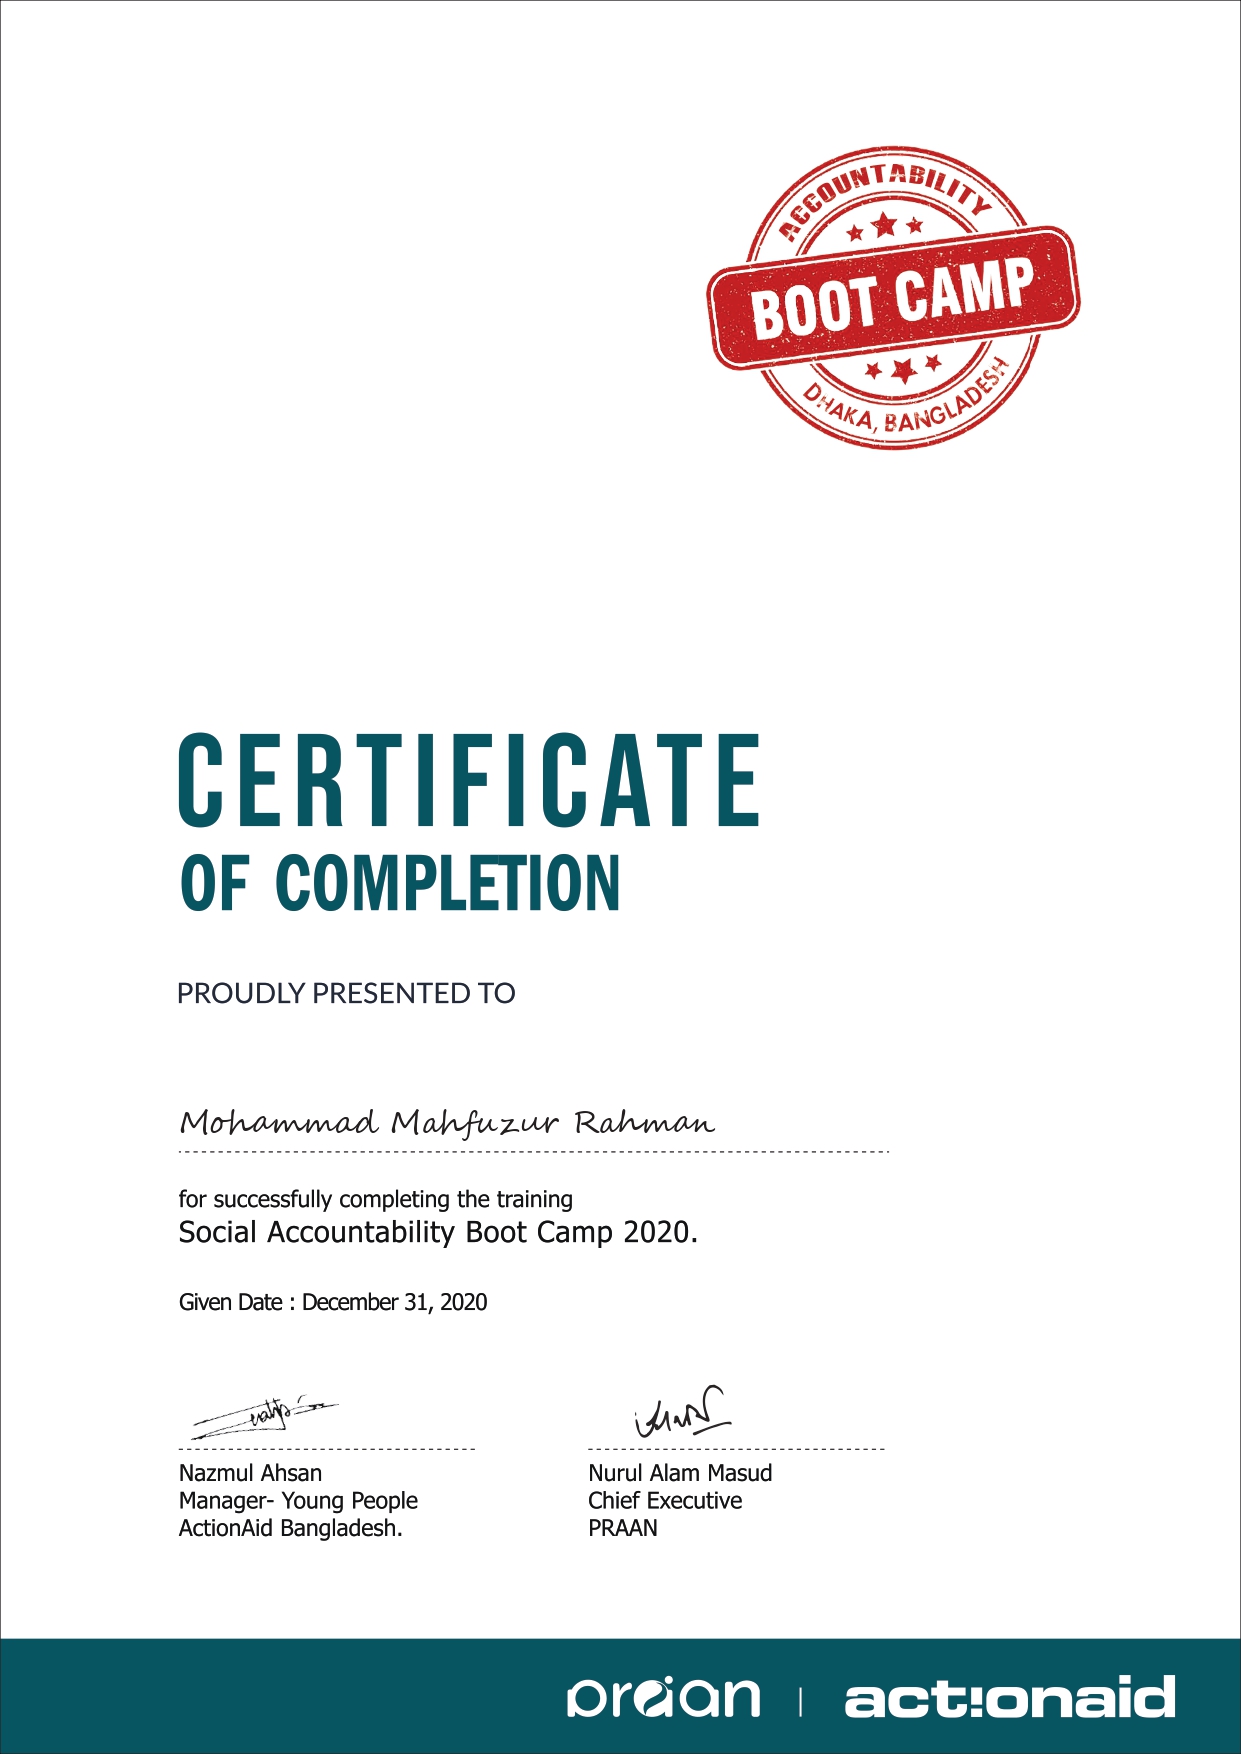 ACCOUNTABILITY
BOOT CAMP
DHAKA, BANGLADESH
CERTIFICATE
OF COMPLETION
PROUDLY PRESENTED TO
Mohammad Mahfuzur Rahman
for successfully completing the training
Social Accountability Boot Camp 2020.
Given Date : December 31, 2020
Nazmul Ahsan
Manager- Young People
ActionAid Bangladesh.
Nurul Alam Masud
Chief Executive
PRAAN
praan | act!onaid